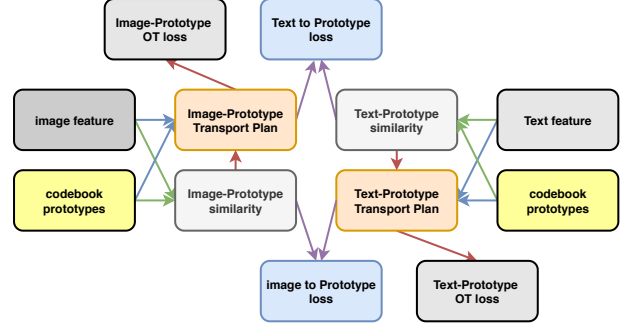 Image-Prototype
OT loss
Text to Prototype
loss
image feature
Image-Prototype
Transport Plan
Text-Prototype
similarity
Text feature
codebook
prototypes
Image-Prototype
similarity
Text-Prototype
Transport Plan
codebook
prototypes
image to Prototype
loss
Text-Prototype
OT loss